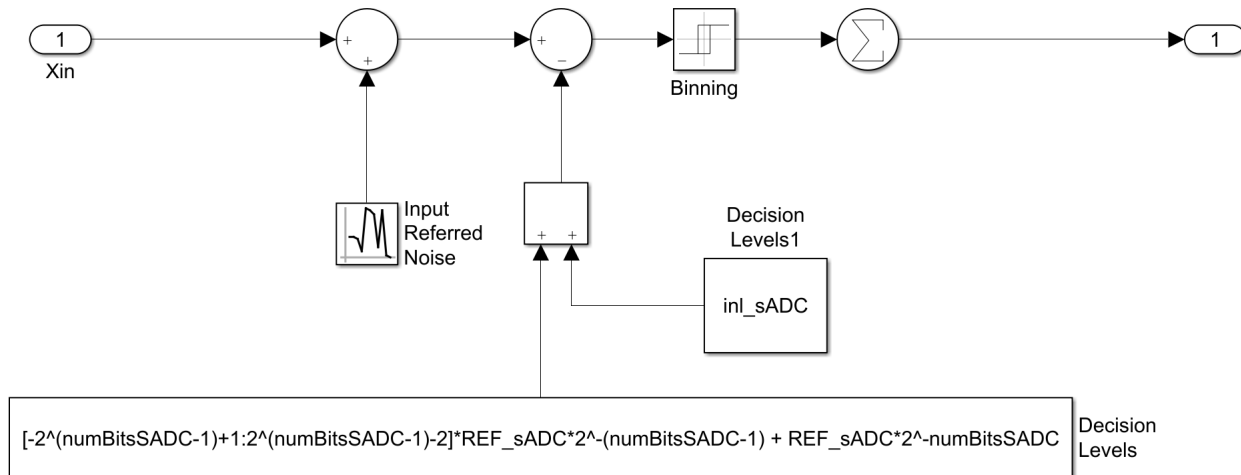 1
Xin
+
+
+
−
Binning
1
Input
Referred
Noise
+
+
Decision
Levels1
inl_sADC
[-2^(numBitsSADC-1)+1:2^(numBitsSADC-1)-2]*REF_sADC*2^-(numBitsSADC-1) + REF_sADC*2^-numBitsSADC
Decision
Levels